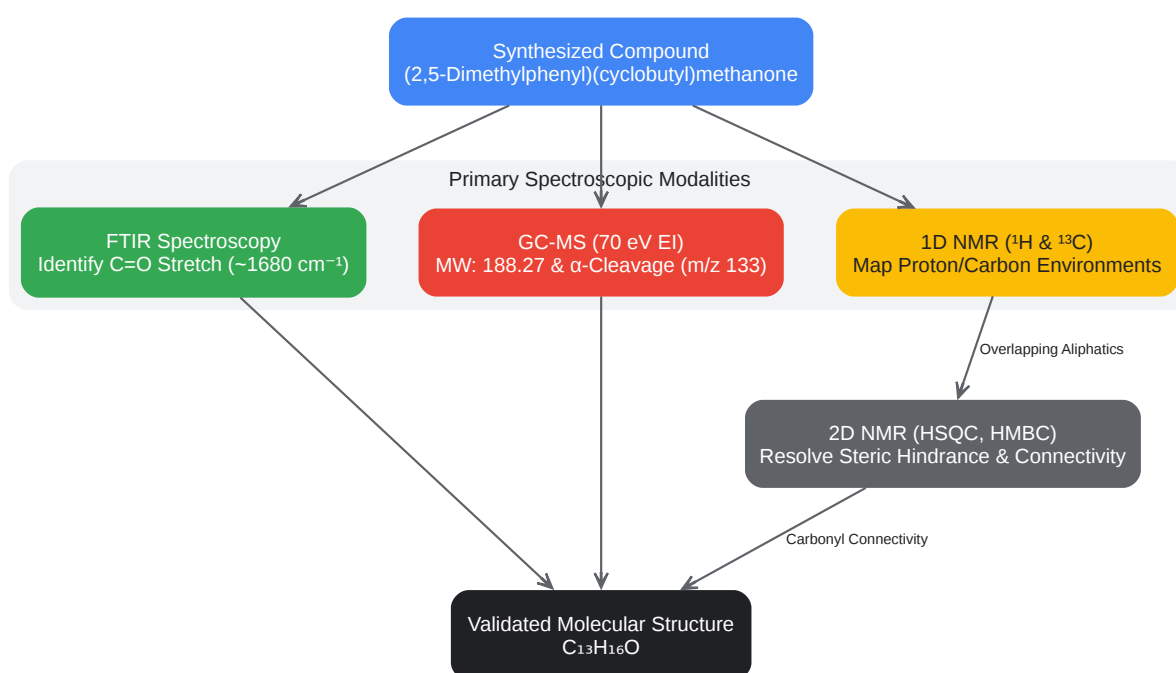 Synthesized Compound
(2,5-Dimethylphenyl)(cyclobutyl)methanone
Primary Spectroscopic Modalities
FTIR Spectroscopy
Identify C=O Stretch (~1680 cm⁻¹)
GC-MS (70 eV EI)
MW: 188.27 & α-Cleavage (m/z 133)
1D NMR (¹H & ¹³C)
Map Proton/Carbon Environments
Overlapping Aliphatics
2D NMR (HSQC, HMBC)
Resolve Steric Hindrance & Connectivity
Carbonyl Connectivity
Validated Molecular Structure
C₁₃H₁₆O